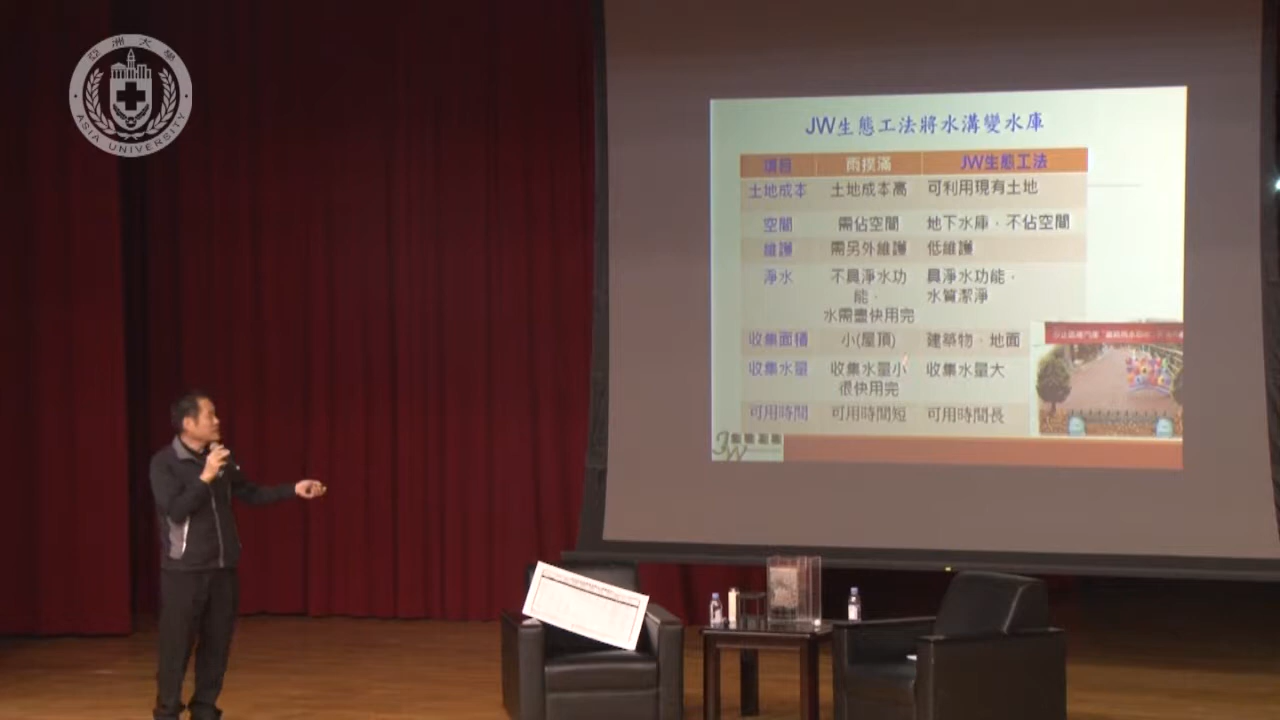 亞洲大學
ASIA UNIVERSITY
JW生態工法將水溝變水庫
項目 雨撲滿 JW生態工法
土地成本 土地成本高 可利用現有土地
空間 需佔空間 地下水庫，不佔空間
維護 需另外維護 低維護
淨水 不具淨水功 具淨水功能，
能， 水質潔淨
水需盡快用完
收集面積 小(屋頂) 建築物、地面
收集水量 收集水量小 收集水量大
很快用完
可用時間 可用時間短 可用時間長
JW